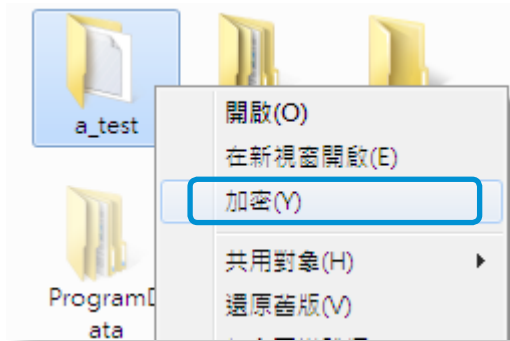 a_test
開啟(O)
在新視窗開啟(E)
加密(Y)
共用對象(H)
還原舊版(V)
ProgramD
ata